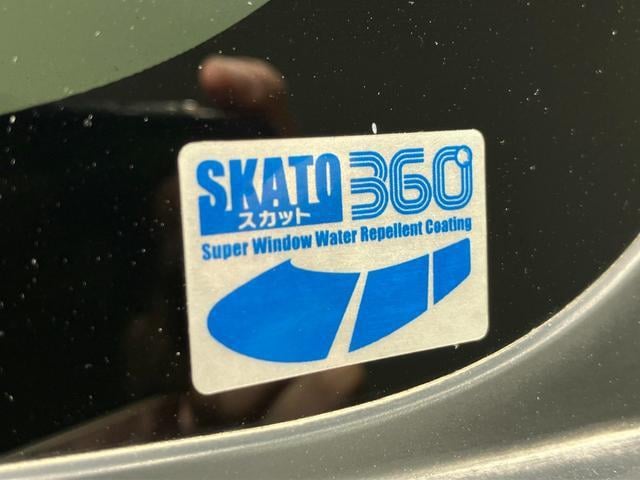 SKATO 360°
スカット
Super Window Water Repellent Coating